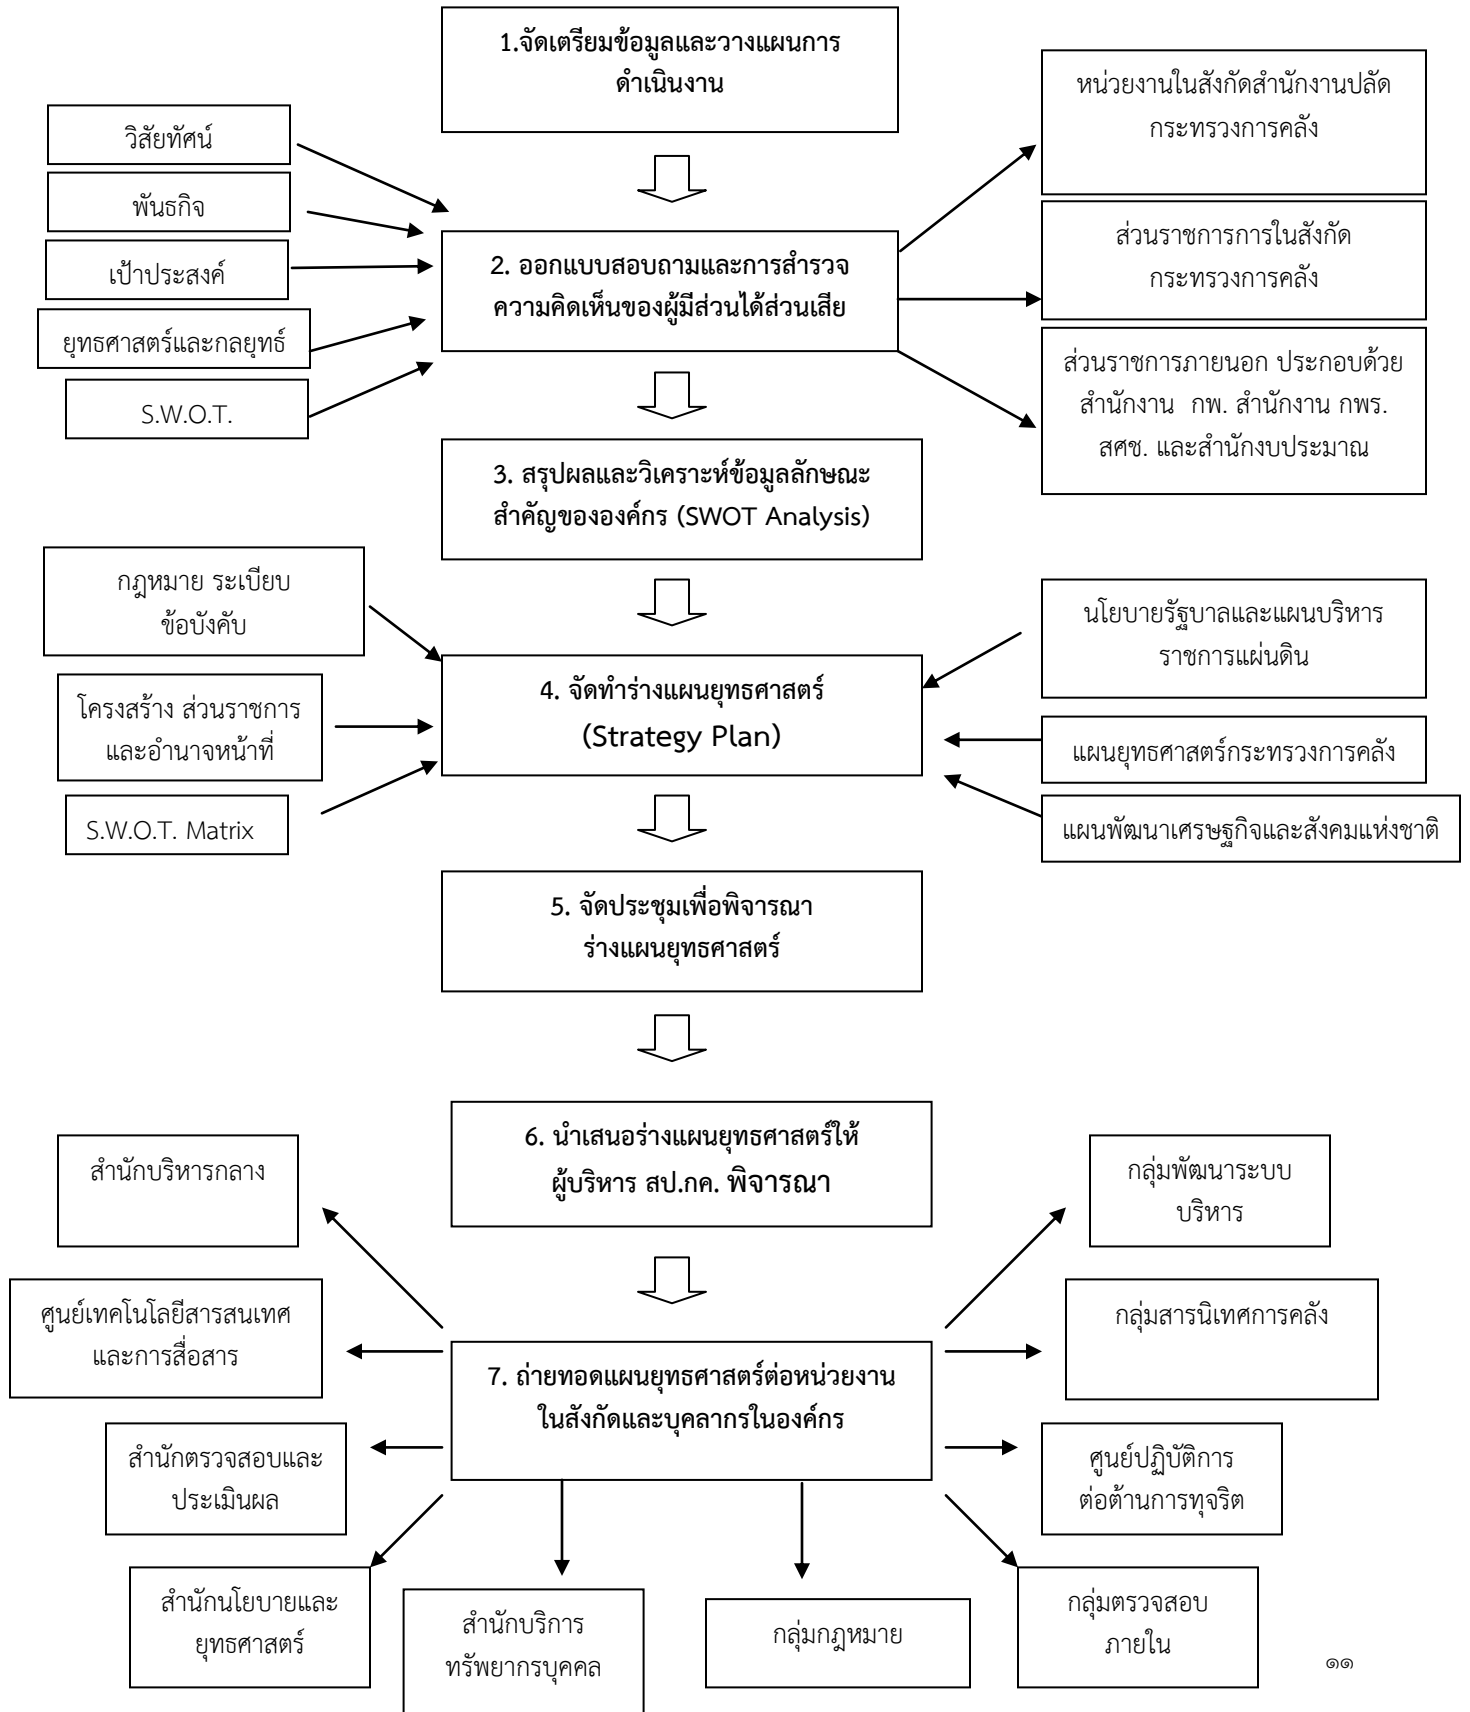 1.จัดเตรียมข้อมูลและวางแผนการ
ดำเนินงาน
หน่วยงานในสังกัดสำนักงานปลัด
กระทรวงการคลัง
วิสัยทัศน์
พันธกิจ
เป้าประสงค์
ยุทธศาสตร์และกลยุทธ์
S.W.O.T.
2. ออกแบบสอบถามและการสำรวจ
ความคิดเห็นของผู้มีส่วนได้ส่วนเสีย
ส่วนราชการการในสังกัด
กระทรวงการคลัง
ส่วนราชการภายนอก ประกอบด้วย
สำนักงาน กพ. สำนักงาน กพร.
สศช. และสำนักงบประมาณ
3. สรุปผลและวิเคราะห์ข้อมูลลักษณะ
สำคัญขององค์กร (SWOT Analysis)
กฎหมาย ระเบียบ
ข้อบังคับ
โครงสร้าง ส่วนราชการ
และอำนาจหน้าที่
S.W.O.T. Matrix
4. จัดทำร่างแผนยุทธศาสตร์
(Strategy Plan)
นโยบายรัฐบาลและแผนบริหาร
ราชการแผ่นดิน
แผนยุทธศาสตร์กระทรวงการคลัง
แผนพัฒนาเศรษฐกิจและสังคมแห่งชาติ
5. จัดประชุมเพื่อพิจารณา
ร่างแผนยุทธศาสตร์
6. นำเสนอร่างแผนยุทธศาสตร์ให้
ผู้บริหาร สป.กค. พิจารณา
สำนักบริหารกลาง
กลุ่มพัฒนาระบบ
บริหาร
ศูนย์เทคโนโลยีสารสนเทศ
และการสื่อสาร
กลุ่มสารนิเทศการคลัง
7. ถ่ายทอดแผนยุทธศาสตร์ต่อหน่วยงาน
ในสังกัดและบุคลากรในองค์กร
สำนักตรวจสอบและ
ประเมินผล
ศูนย์ปฏิบัติการ
ต่อต้านการทุจริต
สำนักนโยบายและ
ยุทธศาสตร์
สำนักบริการ
ทรัพยากรบุคคล
กลุ่มกฎหมาย
กลุ่มตรวจสอบ
ภายใน
๑๑